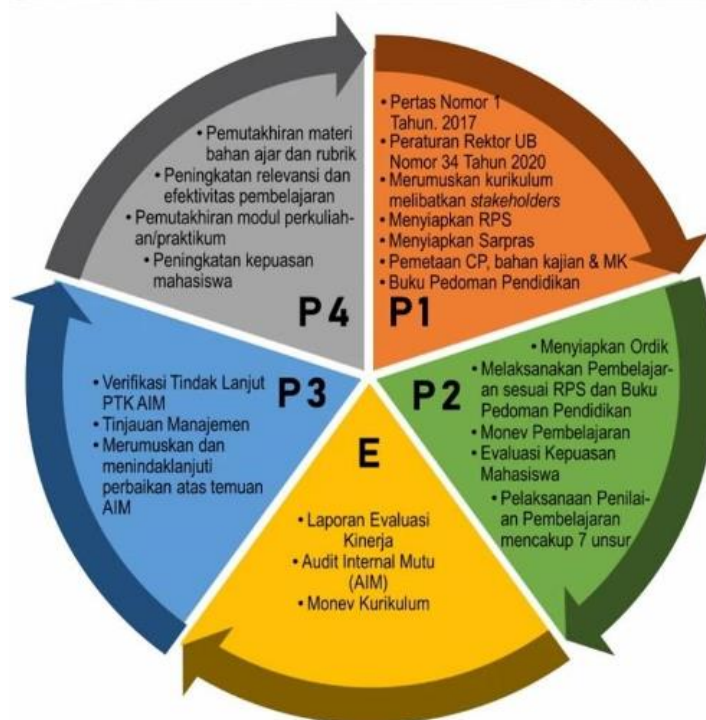 • Pertas Nomor 1
Tahun. 2017
• Peraturan Rektor UB
Nomor 34 Tahun 2020
• Merumuskan kurikulum
melibatkan stakeholders
• Menyiapkan RPS
• Menyiapkan Sarpras
• Pemetaan CP, bahan kajian & MK
• Buku Pedoman Pendidikan
P1
• Menyiapkan Ordik
• Melaksanakan Pembelajar-
an sesuai RPS dan Buku
Pedoman Pendidikan
• Monev Pembelajaran
• Evaluasi Kepuasan
Mahasiswa
• Pelaksanaan Penilai-
an Pembelajaran
mencakup 7 unsur
P2
E
• Laporan Evaluasi
Kinerja
• Audit Internal Mutu
(AIM)
• Monev Kurikulum
P3
• Verifikasi Tindak Lanjut
PTK AIM
• Tinjauan Manajemen
• Merumuskan dan
menindaklanjuti
perbaikan atas temuan
AIM
• Pemutakhiran materi
bahan ajar dan rubrik
• Peningkatan relevansi dan
efektivitas pembelajaran
• Pemutakhiran modul perkuliah-
an/praktikum
• Peningkatan kepuasan
mahasiswa
P4